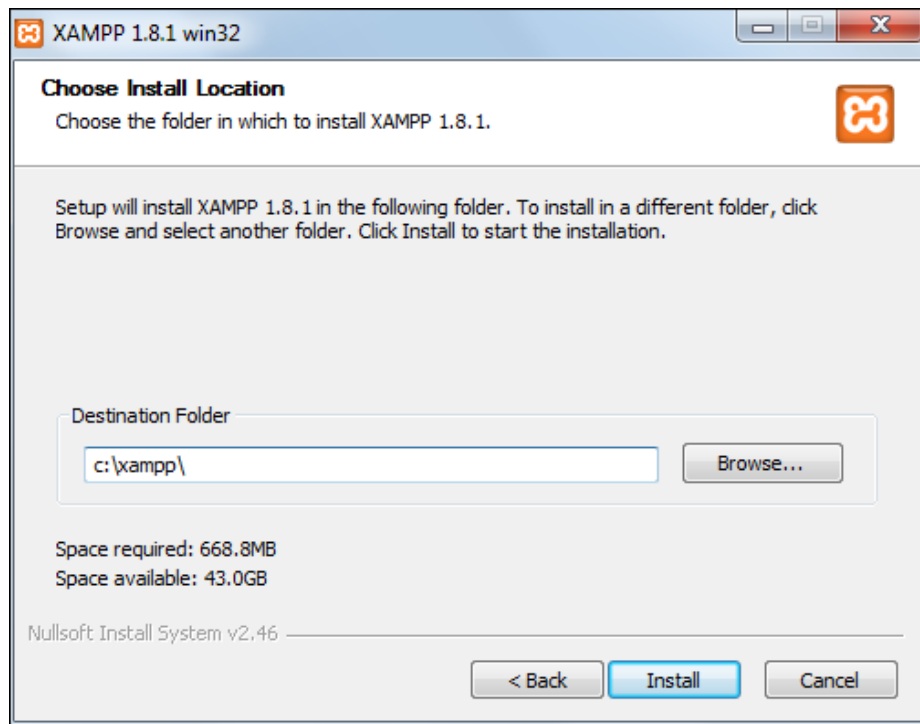 XAMPP 1.8.1 win32
Choose Install Location
Choose the folder in which to install XAMPP 1.8.1.
Setup will install XAMPP 1.8.1 in the following folder. To install in a different folder, click
Browse and select another folder. Click Install to start the installation.
Destination Folder
c:\xampp\
Browse...
Space required: 668.8MB
Space available: 43.0GB
Nullsoft Install System v2.46
< Back
Install
Cancel